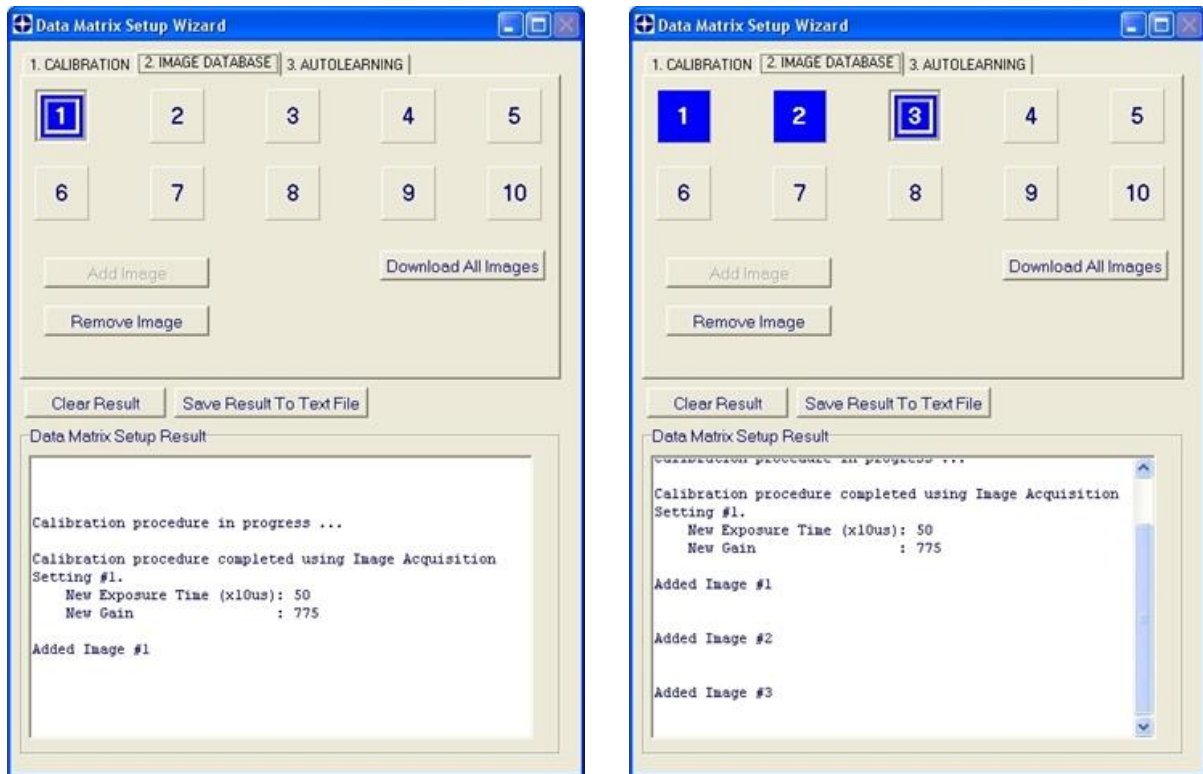 Data Matrix Setup Wizard
1. CALIBRATION 2. IMAGE DATABASE 3. AUTOLEARNING
1 2 3 4 5
6 7 8 9 10
Add Image
Download All Images
Remove Image
Clear Result Save Result To Text File
Data Matrix Setup Result
Calibration procedure in progress ...
Calibration procedure completed using Image Acquisition
Setting #1.
New Exposure Time (x10us): 50
New Gain : 775
Added Image #1
Data Matrix Setup Wizard
1. CALIBRATION 2. IMAGE DATABASE 3. AUTOLEARNING
1 2 3 4 5
6 7 8 9 10
Add Image
Download All Images
Remove Image
Clear Result Save Result To Text File
Data Matrix Setup Result
Calibration procedure in progress ...
Calibration procedure completed using Image Acquisition
Setting #1.
New Exposure Time (x10us): 50
New Gain : 775
Added Image #1
Added Image #2
Added Image #3